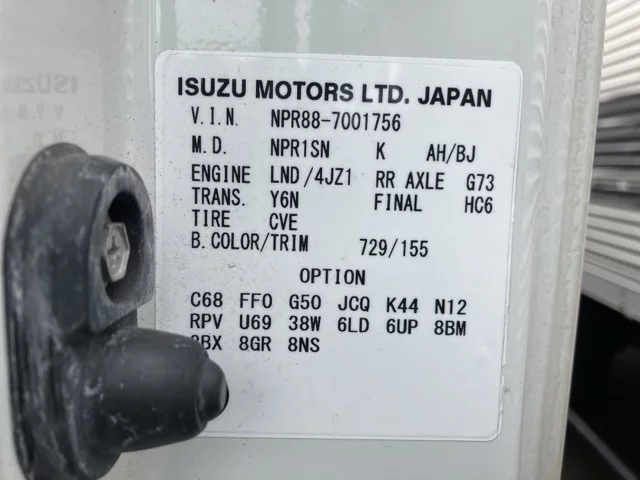 ISUZU MOTORS LTD. JAPAN
V.I.N. NPR88-7001756
M.D. NPR1SN K AH/BJ
ENGINE LND/4JZ1 RR AXLE G73
TRANS. Y6N FINAL HC6
TIRE CVE
B.COLOR/TRIM 729/155
OPTION
C68 FF0 G50 JCQ K44 N12
RPV U69 38W 6LD 6UP 8BM
8GR 8NS